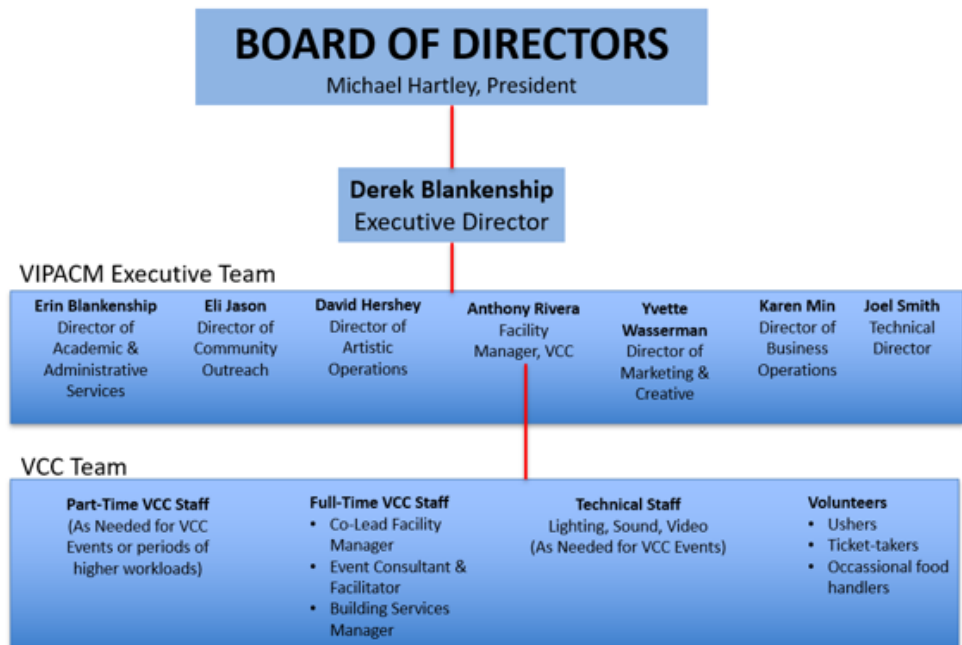 BOARD OF DIRECTORS
Michael Hartley, President
Derek Blankenship
Executive Director
VIPACM Executive Team
Erin Blankenship
Director of
Academic &
Administrative
Services
Eli Jason
Director of
Community
Outreach
David Hershey
Director of
Artistic
Operations
Anthony Rivera
Facility
Manager, VCC
Yvette
Wasserman
Director of
Marketing &
Creative
Karen Min
Director of
Business
Operations
Joel Smith
Technical
Director
VCC Team
Part-Time VCC Staff
(As Needed for VCC
Events or periods of
higher workloads)
Full-Time VCC Staff
• Co-Lead Facility
Manager
• Event Consultant &
Facilitator
• Building Services
Manager
Technical Staff
Lighting, Sound, Video
(As Needed for VCC Events)
Volunteers
• Ushers
• Ticket-takers
• Occassional food
handlers